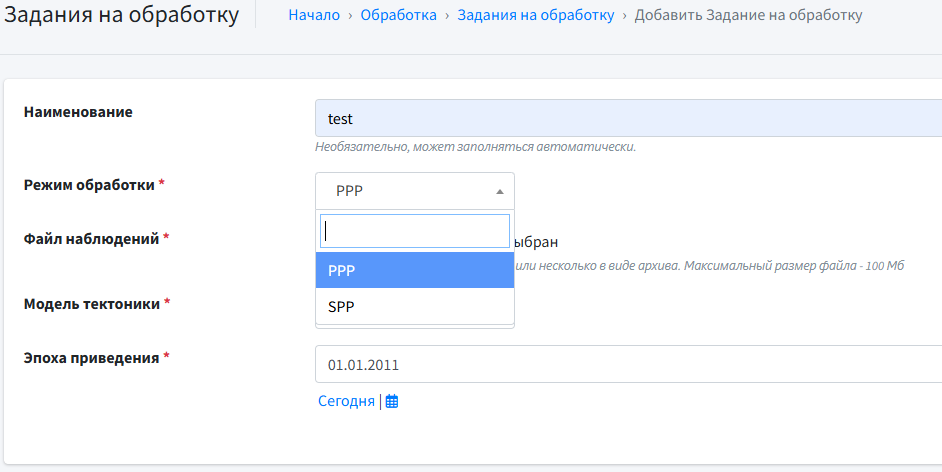 Задания на обработку
Начало › Обработка › Задания на обработку › Добавить Задание на обработку
Наименование
test
Необязательно, может заполняться автоматически.
Режим обработки *
PPP
PPP
SPP
Файл наблюдений *
ыбран
или несколько в виде архива. Максимальный размер файла - 100 Мб
Модель тектоники *
Эпоха приведения *
01.01.2011
Сегодня |